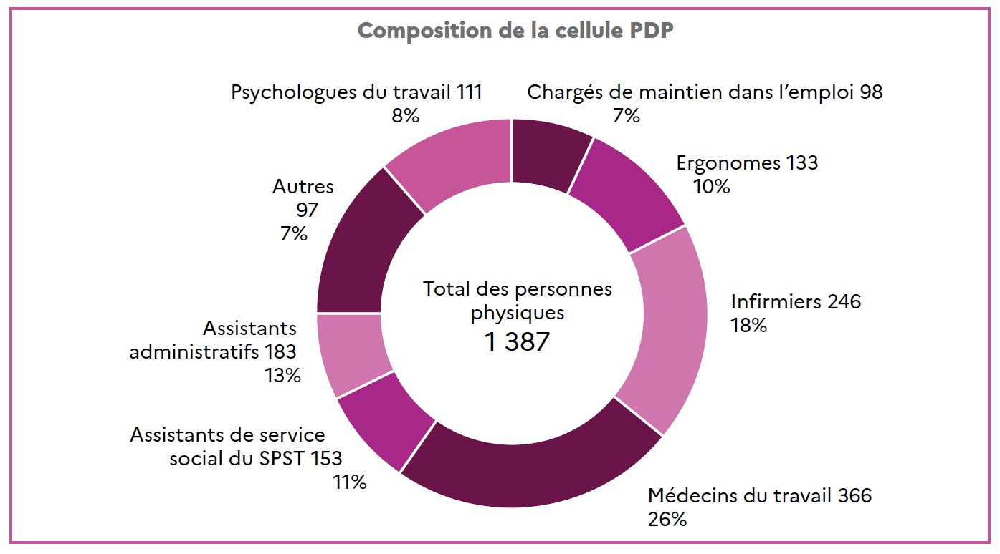 Composition de la cellule PDP
Psychologues du travail 111
8%
Chargés de maintien dans l’emploi 98
7%
Ergonomes 133
10%
Autres
97
7%
Total des personnes
physiques
1 387
Infirmiers 246
18%
Assistants
administratifs 183
13%
Assistants de service
social du SPST 153
11%
Médecins du travail 366
26%